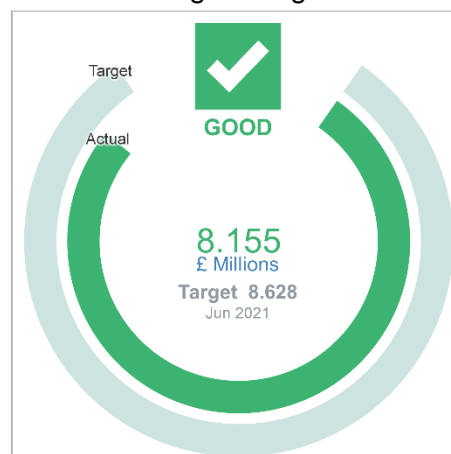 Target
GOOD
Actual
8.155
£ Millions
Target 8.628
Jun 2021